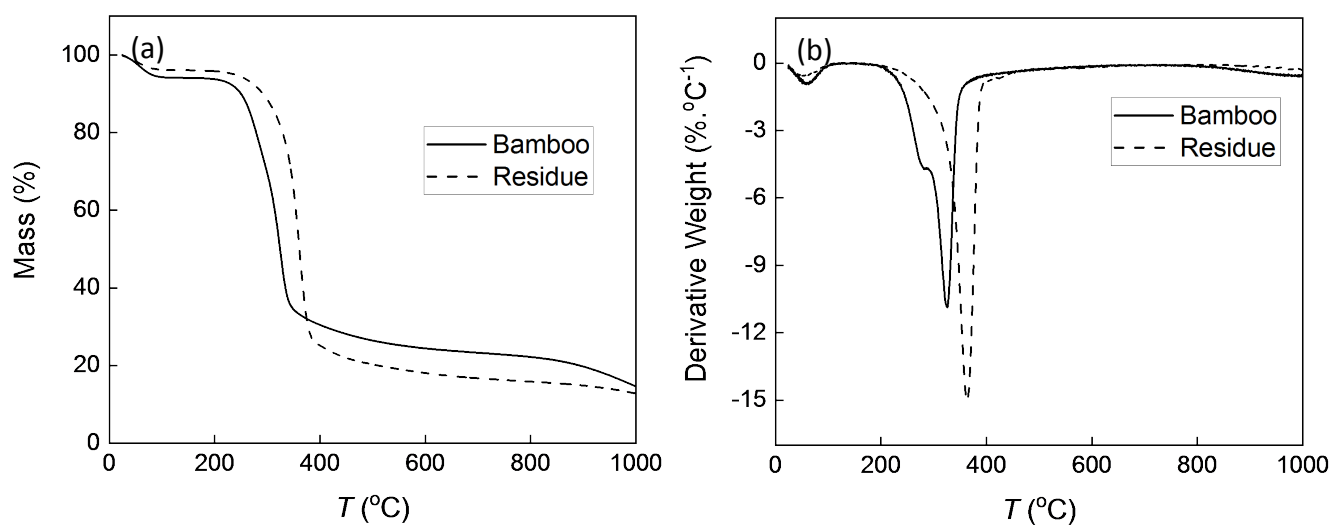 (a)
100
80
60
40
20
0
Mass (%)
Bamboo
Residue
0 200 400 600 800 1000
T (°C)
(b)
0
-3
-6
-9
-12
-15
Derivative Weight (%.°C⁻¹)
Bamboo
Residue
0 200 400 600 800 1000
T (°C)